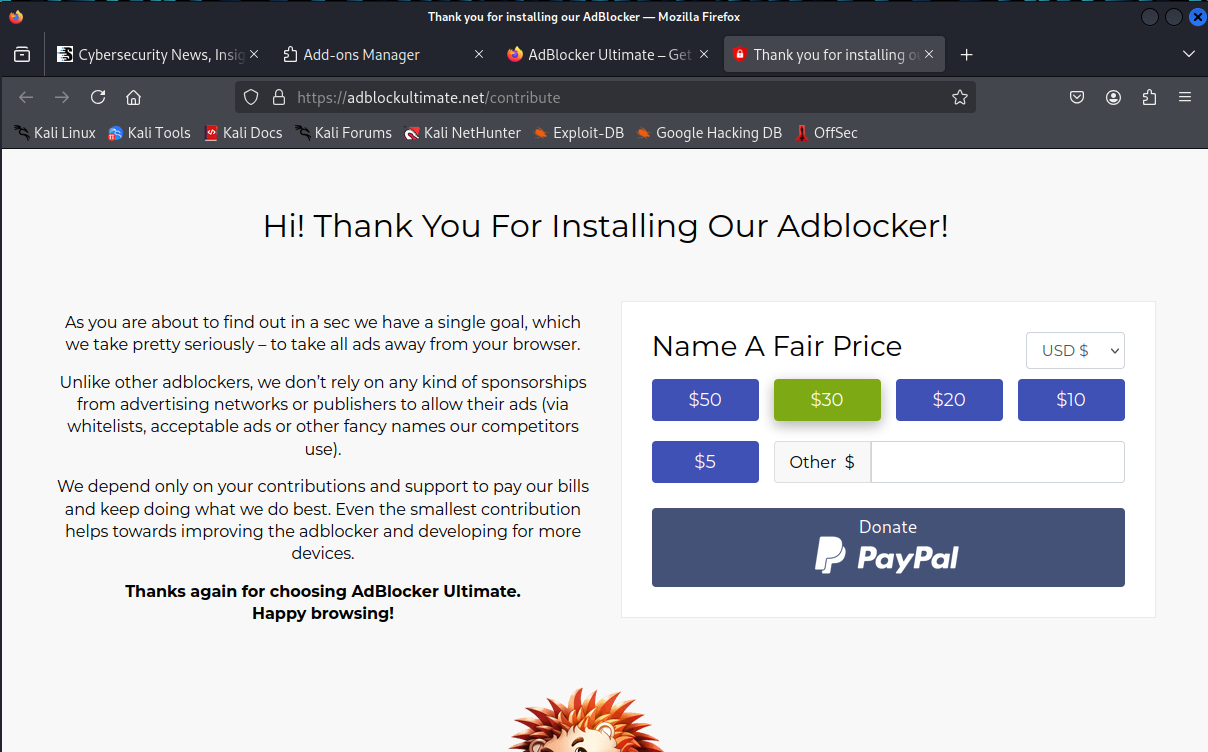 Thank you for installing our AdBlocker — Mozilla Firefox
Cybersecurity News, Insig
Add-ons Manager
AdBlocker Ultimate – Get
Thank you for installing ou
https://adblockultimate.net/contribute
Kali Linux
Kali Tools
Kali Docs
Kali Forums
Kali NetHunter
Exploit-DB
Google Hacking DB
OffSec
Hi! Thank You For Installing Our Adblocker!
As you are about to find out in a sec we have a single goal, which
we take pretty seriously – to take all ads away from your browser.
Unlike other adblockers, we don’t rely on any kind of sponsorships
from advertising networks or publishers to allow their ads (via
whitelists, acceptable ads or other fancy names our competitors
use).
We depend only on your contributions and support to pay our bills
and keep doing what we do best. Even the smallest contribution
helps towards improving the adblocker and developing for more
devices.
Thanks again for choosing AdBlocker Ultimate.
Happy browsing!
Name A Fair Price
USD $
$50
$30
$20
$10
$5
Other $
Donate
PayPal